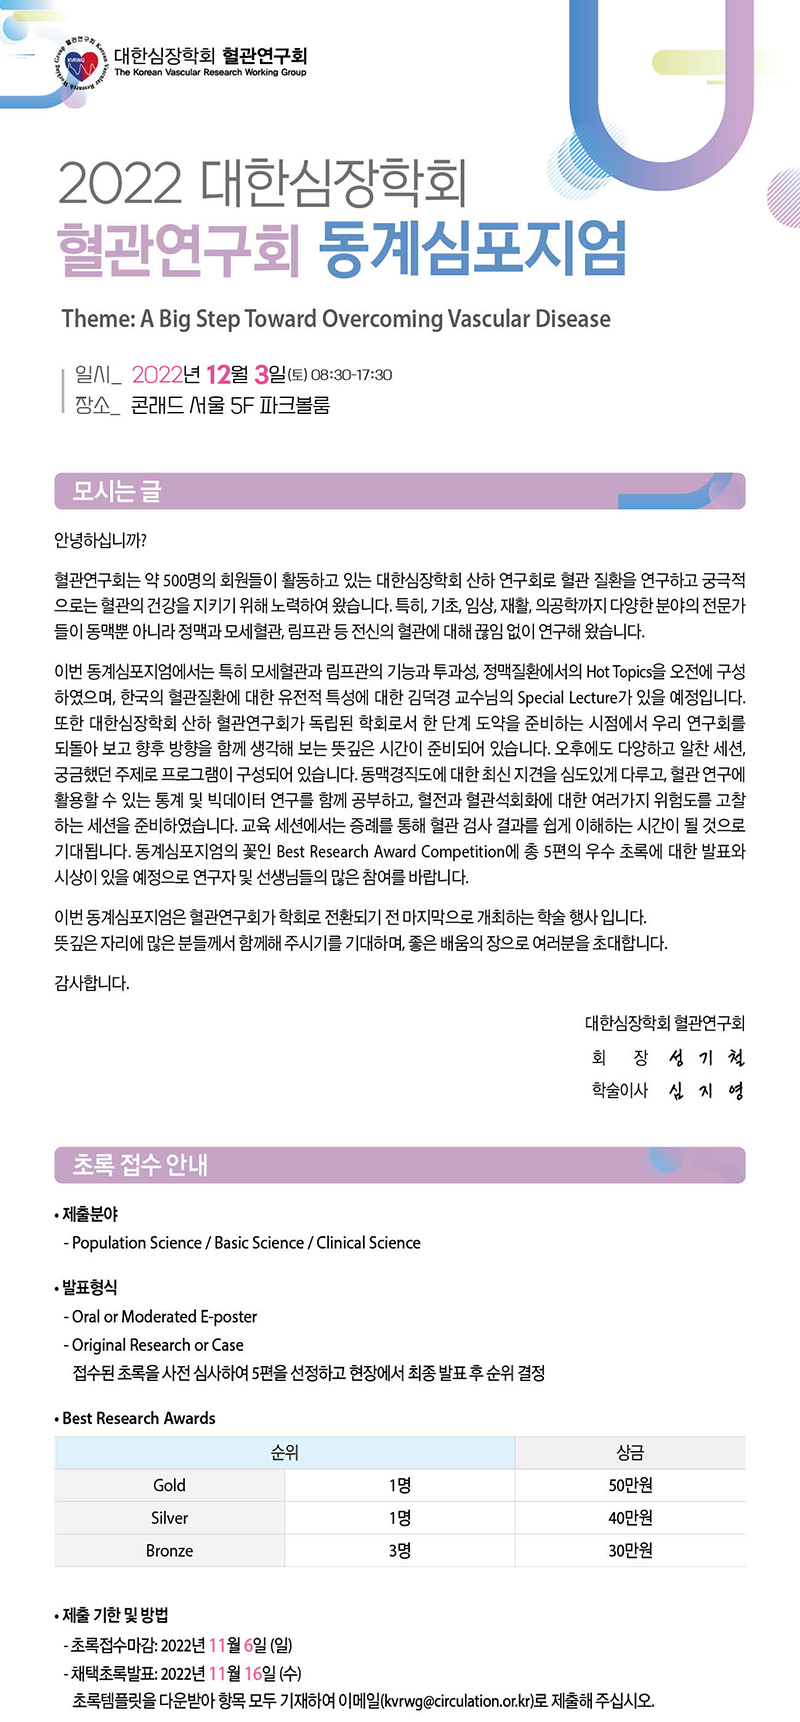 대한심장학회 혈관연구회
The Korean Vascular Research Working Group
KVRWG
혈관연구회 Korean Vascular Research Working Group
2022 대한심장학회
혈관연구회 동계심포지엄
Theme: A Big Step Toward Overcoming Vascular Disease
일시_ 2022년 12월 3일(토) 08:30-17:30
장소_ 콘래드 서울 5F 파크볼룸
모시는 글
안녕하십니까?
혈관연구회는 약 500명의 회원들이 활동하고 있는 대한심장학회 산하 연구회로 혈관 질환을 연구하고 궁극적
으로는 혈관의 건강을 지키기 위해 노력하여 왔습니다. 특히, 기초, 임상, 재활, 의공학까지 다양한 분야의 전문가
들이 동맥뿐 아니라 정맥과 모세혈관, 림프관 등 전신의 혈관에 대해 끊임 없이 연구해 왔습니다.
이번 동계심포지엄에서는 특히 모세혈관과 림프관의 기능과 투과성, 정맥질환에서의 Hot Topics을 오전에 구성
하였으며, 한국의 혈관질환에 대한 유전적 특성에 대한 김덕경 교수님의 Special Lecture가 있을 예정입니다.
또한 대한심장학회 산하 혈관연구회가 독립된 학회로서 한 단계 도약을 준비하는 시점에서 우리 연구회를
되돌아 보고 향후 방향을 함께 생각해 보는 뜻깊은 시간이 준비되어 있습니다. 오후에도 다양하고 알찬 세션,
궁금했던 주제로 프로그램이 구성되어 있습니다. 동맥경직도에 대한 최신 지견을 심도있게 다루고, 혈관 연구에
활용할 수 있는 통계 및 빅데이터 연구를 함께 공부하고, 혈전과 혈관석회화에 대한 여러가지 위험도를 고찰
하는 세션을 준비하였습니다. 교육 세션에서는 증례를 통해 혈관 검사 결과를 쉽게 이해하는 시간이 될 것으로
기대됩니다. 동계심포지엄의 꽃인 Best Research Award Competition에 총 5편의 우수 초록에 대한 발표와
시상이 있을 예정으로 연구자 및 선생님들의 많은 참여를 바랍니다.
이번 동계심포지엄은 혈관연구회가 학회로 전환되기 전 마지막으로 개최하는 학술 행사 입니다.
뜻깊은 자리에 많은 분들께서 함께해 주시기를 기대하며, 좋은 배움의 장으로 여러분을 초대합니다.
감사합니다.
대한심장학회 혈관연구회
회 장 성 기 철
학술이사 심 지 영
초록 접수 안내
• 제출분야
- Population Science / Basic Science / Clinical Science
• 발표형식
- Oral or Moderated E-poster
- Original Research or Case
접수된 초록을 사전 심사하여 5편을 선정하고 현장에서 최종 발표 후 순위 결정
• Best Research Awards
순위 상금
Gold 1명 50만원
Silver 1명 40만원
Bronze 3명 30만원
• 제출 기한 및 방법
- 초록접수마감: 2022년 11월 6일 (일)
- 채택초록발표: 2022년 11월 16일 (수)
초록템플릿을 다운받아 항목 모두 기재하여 이메일(kvrwg@circulation.or.kr)로 제출해 주십시오.